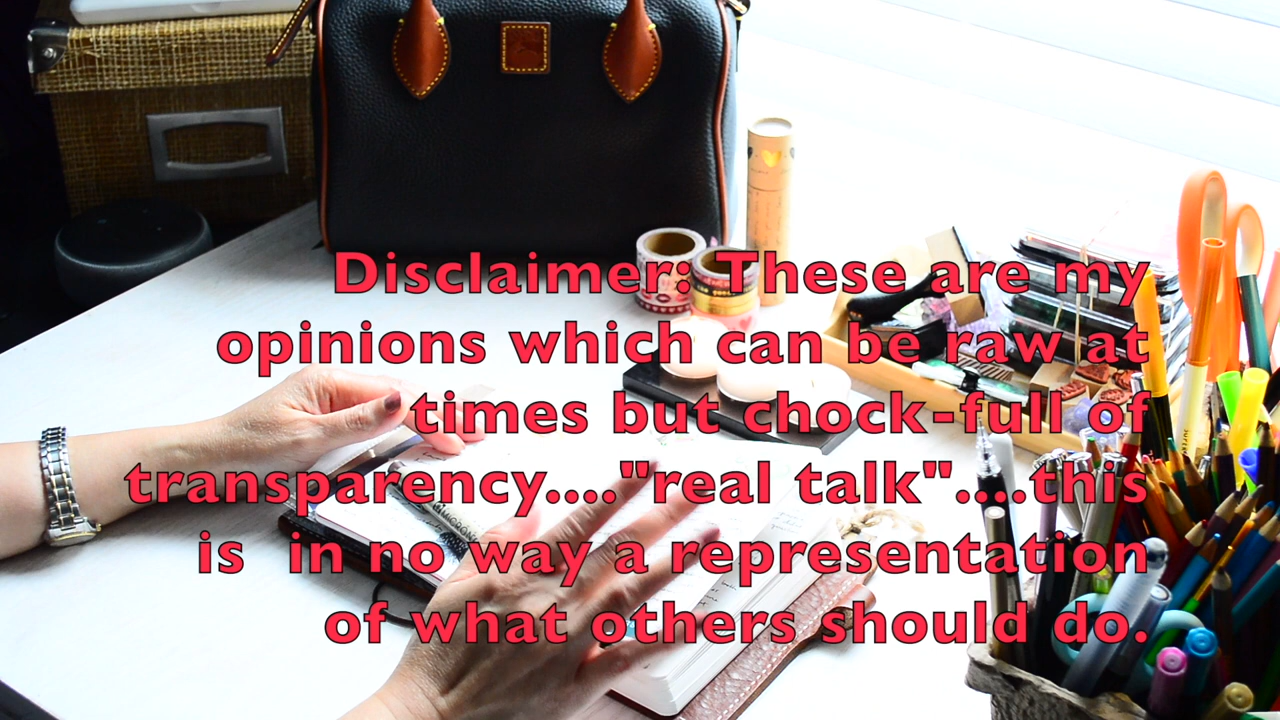 Disclaimer: These are my
opinions which can be raw at
times but chock-full of
transparency...."real talk"....this
is in no way a representation
of what others should do.